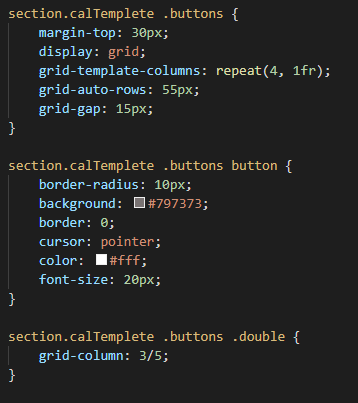 section.calTemplete .buttons {
margin-top: 30px;
display: grid;
grid-template-columns: repeat(4, 1fr);
grid-auto-rows: 55px;
grid-gap: 15px;
}
section.calTemplete .buttons button {
border-radius: 10px;
background: #797373;
border: 0;
cursor: pointer;
color: #fff;
font-size: 20px;
}
section.calTemplete .buttons .double {
grid-column: 3/5;
}